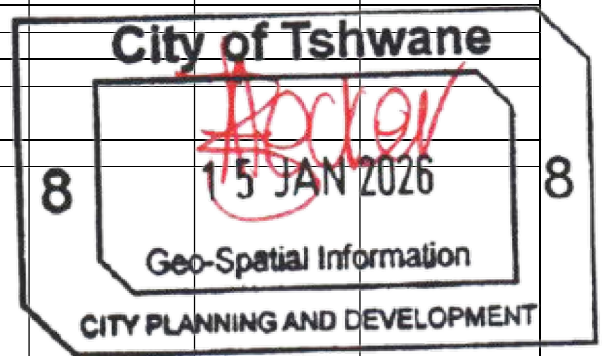 City of Tshwane
8
15 JAN 2026
8
Geo-Spatial Information
CITY PLANNING AND DEVELOPMENT